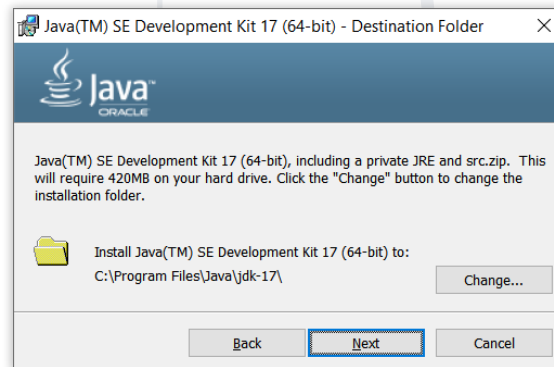 Java(TM) SE Development Kit 17 (64-bit) - Destination Folder
Java™
ORACLE
Java(TM) SE Development Kit 17 (64-bit), including a private JRE and src.zip. This
will require 420MB on your hard drive. Click the "Change" button to change the
installation folder.
Install Java(TM) SE Development Kit 17 (64-bit) to:
C:\Program Files\Java\jdk-17\
Change...
Back
Next
Cancel